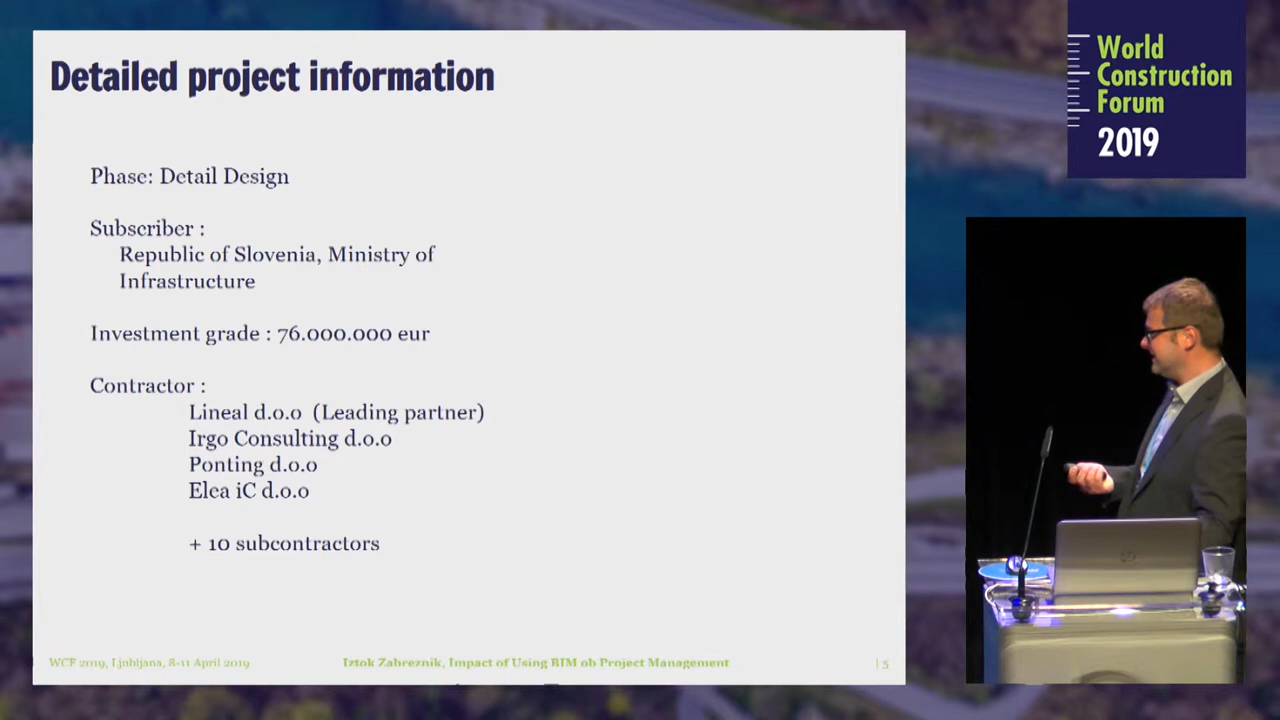 Detailed project information
Phase: Detail Design
Subscriber :
Republic of Slovenia, Ministry of
Infrastructure
Investment grade : 76.000.000 eur
Contractor :
Lineal d.o.o (Leading partner)
Irgo Consulting d.o.o
Ponting d.o.o
Elea iC d.o.o
+ 10 subcontractors
WCF 2019, Ljubljana, 8-11 April 2019
Iztok Zabreznik, Impact of Using BIM ob Project Management
| 3
World
Construction
Forum
2019